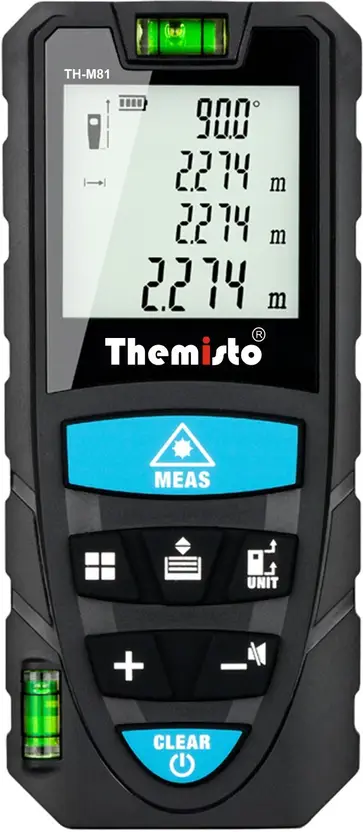 TH-M81
90.0°
2.274 m
2.274 m
2.274 m
Themisto®
MEAS
UNIT
+
−
CLEAR